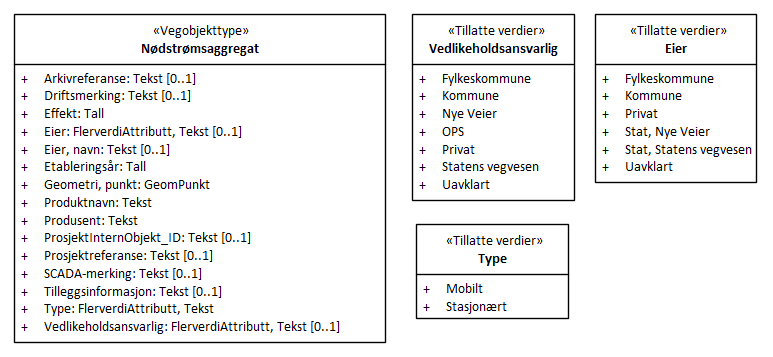 «Vegobjekttype»
Nødstrømsaggregat
+ Arkivreferanse: Tekst [0..1]
+ Driftsmerking: Tekst [0..1]
+ Effekt: Tall
+ Eier: FlerverdiAttributt, Tekst [0..1]
+ Eier, navn: Tekst [0..1]
+ Etableringsår: Tall
+ Geometri, punkt: GeomPunkt
+ Produktnavn: Tekst
+ Produsent: Tekst
+ ProsjektInternObjekt_ID: Tekst [0..1]
+ Prosjektreferanse: Tekst [0..1]
+ SCADA-merking: Tekst [0..1]
+ Tilleggsinformasjon: Tekst [0..1]
+ Type: FlerverdiAttributt, Tekst
+ Vedlikeholdsansvarlig: FlerverdiAttributt, Tekst [0..1]
«Tillatte verdier»
Vedlikeholdsansvarlig
+ Fylkeskommune
+ Kommune
+ Nye Veier
+ OPS
+ Privat
+ Statens vegvesen
+ Uavklart
«Tillatte verdier»
Eier
+ Fylkeskommune
+ Kommune
+ Privat
+ Stat, Nye Veier
+ Stat, Statens vegvesen
+ Uavklart
«Tillatte verdier»
Type
+ Mobilt
+ Stasjonært